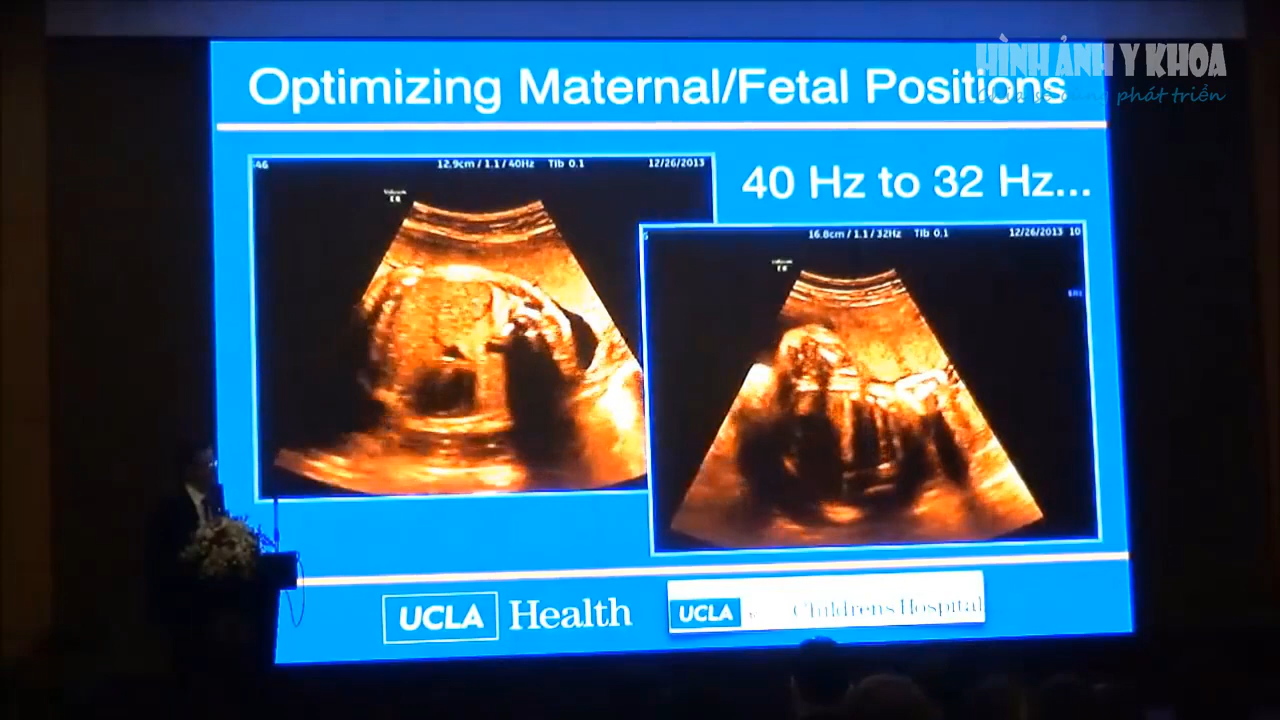 HÌNH ẢNH Y KHOA
Optimizing Maternal/Fetal Positions
phát triển
46 12.9cm / 1.1 / 40Hz TIb 0.1 12/26/2013
40 Hz to 32 Hz...
16.8cm / 1.1 / 32Hz TIb 0.1 12/26/2013 10
UCLA Health
UCLA Childrens Hospital